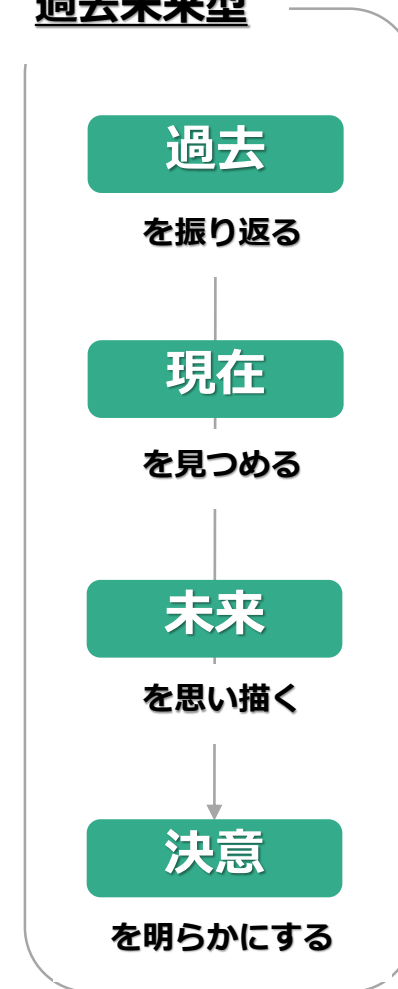 過去未来型
過去
を振り返る
現在
を見つめる
未来
を思い描く
決意
を明らかにする